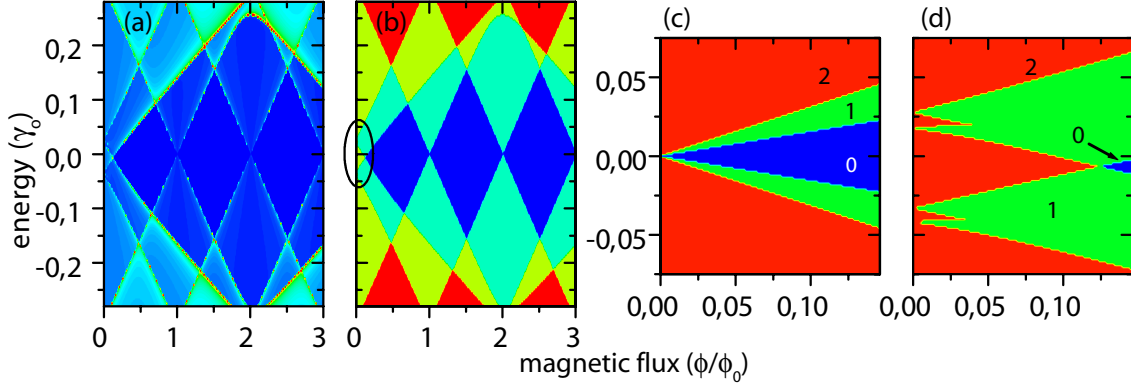 (a)
(b)
(c)
(d)
energy (γ₀)
0,2
0,1
0,0
-0,1
-0,2
0 1 2 3
0 1 2 3
0,05
0,00
-0,05
0,00 0,05 0,10
0,00 0,05 0,10
2
1
0
2
0
1
magnetic flux (ϕ/ϕ₀)